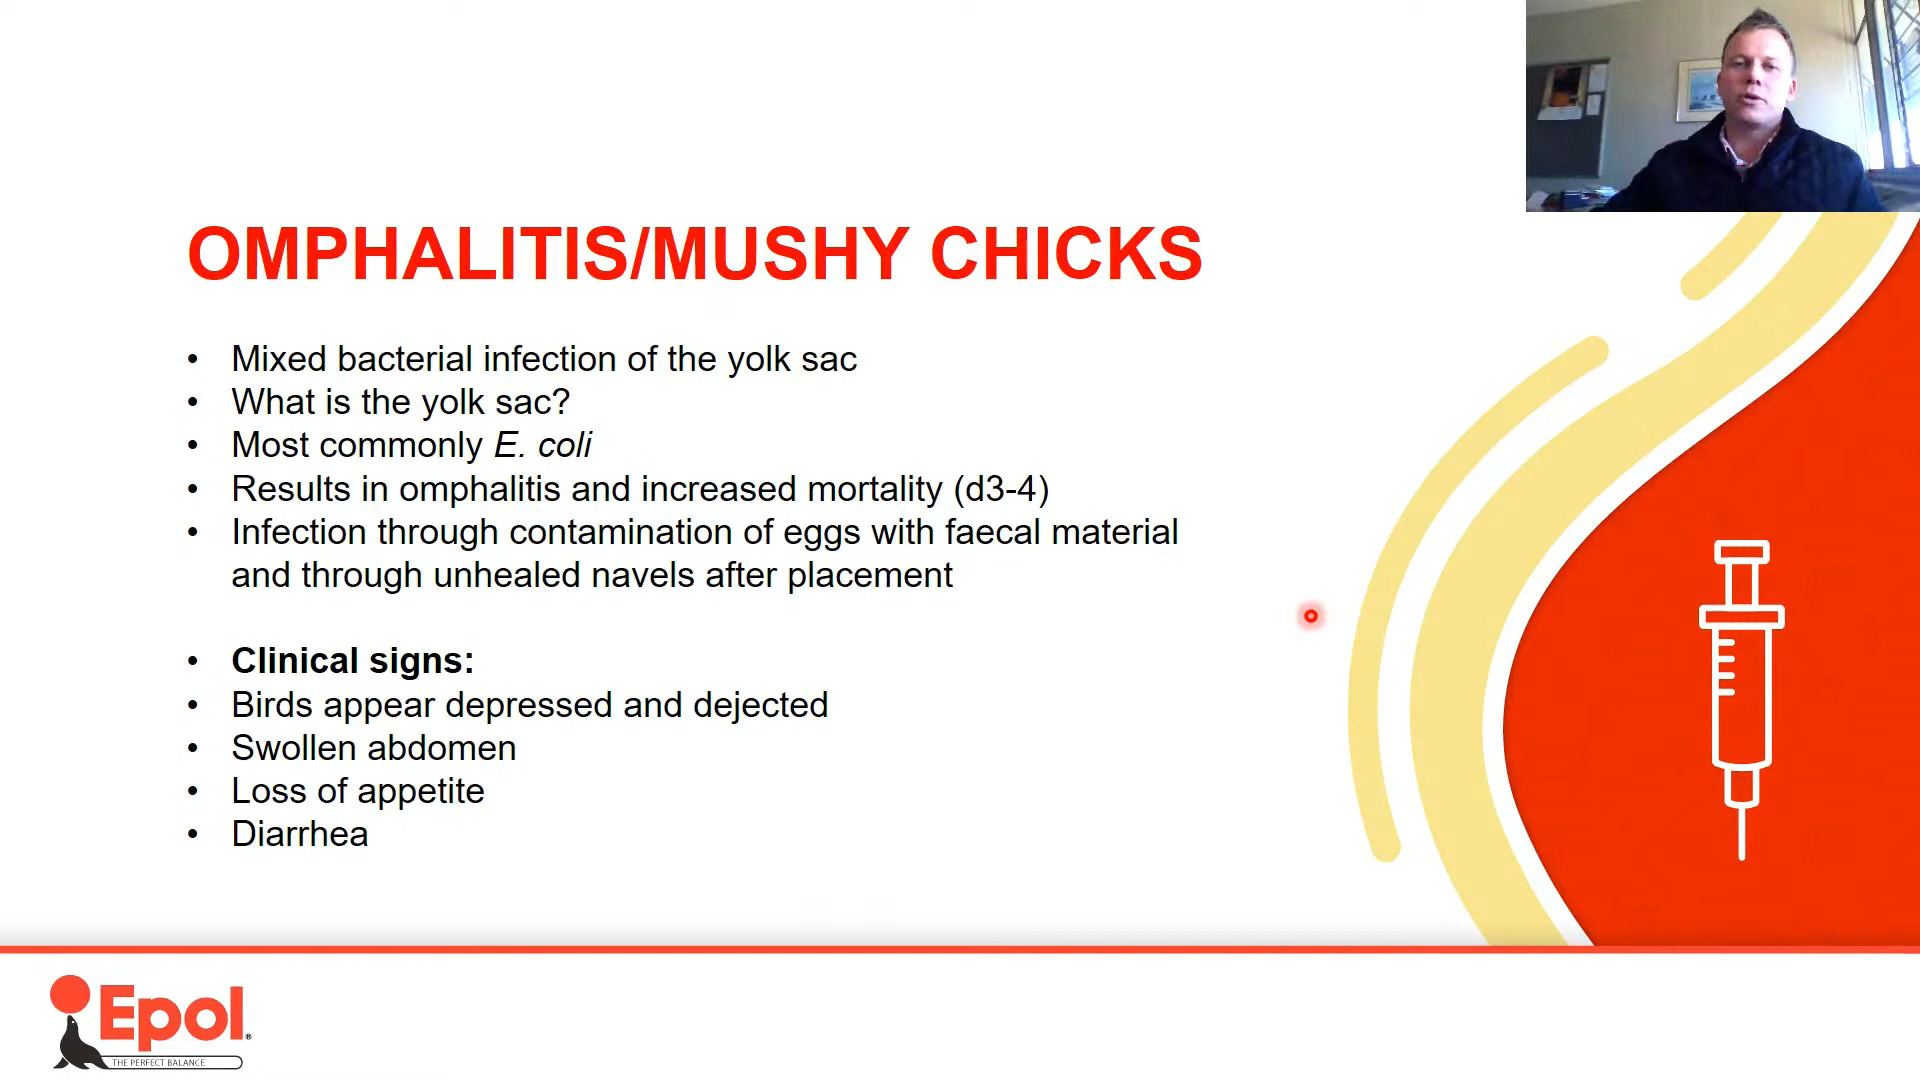 OMPHALITIS/MUSHY CHICKS
• Mixed bacterial infection of the yolk sac
• What is the yolk sac?
• Most commonly E. coli
• Results in omphalitis and increased mortality (d3-4)
• Infection through contamination of eggs with faecal material
and through unhealed navels after placement
• Clinical signs:
• Birds appear depressed and dejected
• Swollen abdomen
• Loss of appetite
• Diarrhea
Epol®
THE PERFECT BALANCE